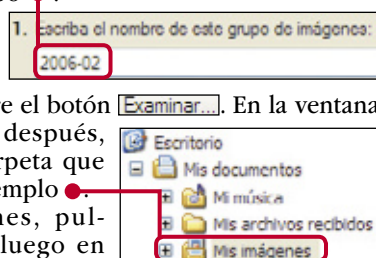 1. Escriba el nombre de este grupo de imágenes:
2006-02
re el botón Examinar.... En la ventana
después,
rpeta que
emplo
nes, pul-
luego en
Escritorio
Mis documentos
Mi música
Mis archivos recibidos
Mis imágenes